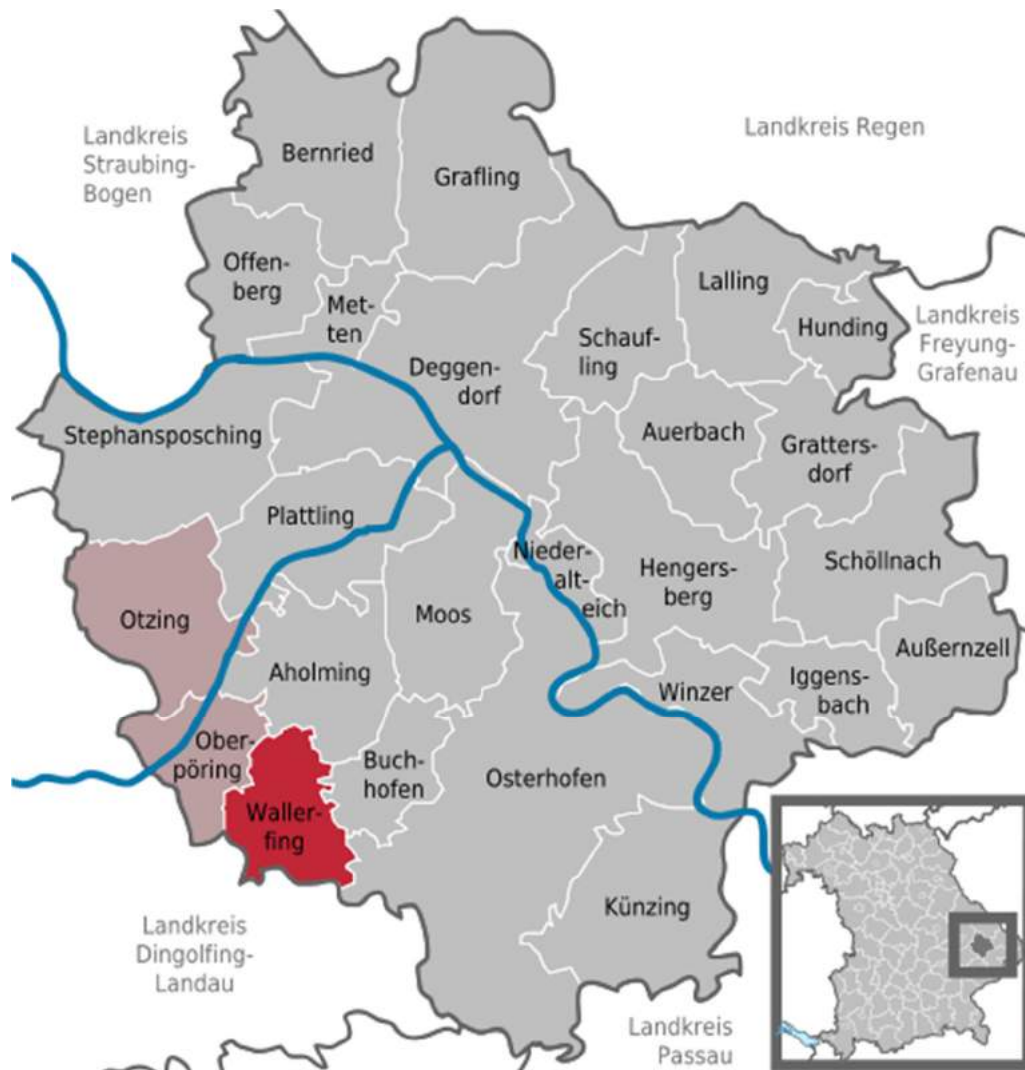 Landkreis
Straubing-
Bogen
Landkreis Regen
Bernried
Grafling
Offen-
berg
Met-
ten
Lalling
Hunding
Landkreis
Freyung-
Grafenau
Schauf-
ling
Deggen-
dorf
Stephansposching
Auerbach
Gratters-
dorf
Plattling
Nieder-
alt-
eich
Hengers-
berg
Schöllnach
Otzing
Moos
Aholming
Außernzell
Iggens-
bach
Winzer
Ober-
pöring
Buch-
hofen
Osterhofen
Waller-
fing
Künzing
Landkreis
Dingolfing-
Landau
Landkreis
Passau